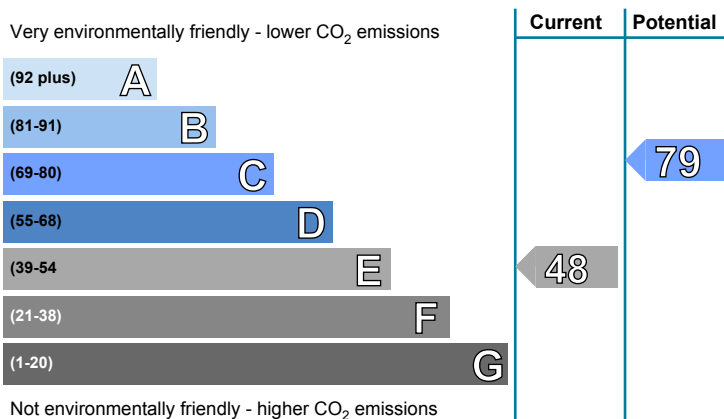 Current Potential
Very environmentally friendly - lower CO2 emissions
(92 plus) A
(81-91) B
(69-80) C
79
(55-68) D
(39-54 E
48
(21-38) F
(1-20) G
Not environmentally friendly - higher CO2 emissions